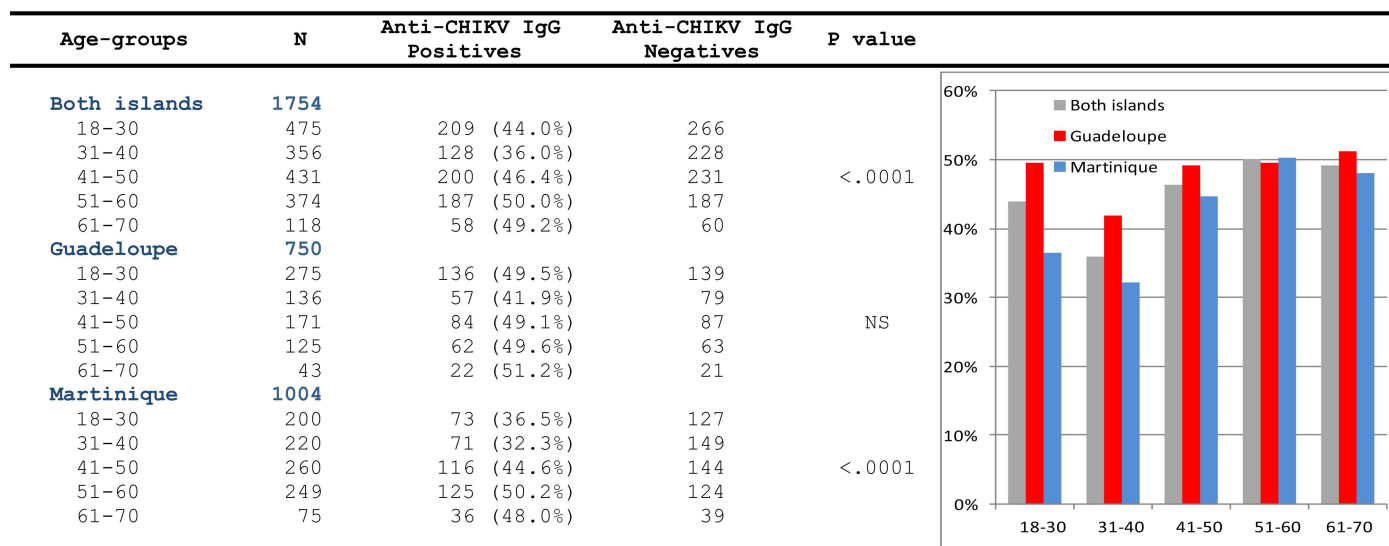 Age-groups N Anti-CHIKV IgG Positives Anti-CHIKV IgG Negatives P value
Both islands 1754
18-30 475 209 (44.0%) 266
31-40 356 128 (36.0%) 228
41-50 431 200 (46.4%) 231 <.0001
51-60 374 187 (50.0%) 187
61-70 118 58 (49.2%) 60
Guadeloupe 750
18-30 275 136 (49.5%) 139
31-40 136 57 (41.9%) 79
41-50 171 84 (49.1%) 87 NS
51-60 125 62 (49.6%) 63
61-70 43 22 (51.2%) 21
Martinique 1004
18-30 200 73 (36.5%) 127
31-40 220 71 (32.3%) 149
41-50 260 116 (44.6%) 144 <.0001
51-60 249 125 (50.2%) 124
61-70 75 36 (48.0%) 39
60%
50%
40%
30%
20%
10%
0%
Both islands
Guadeloupe
Martinique
18-30 31-40 41-50 51-60 61-70